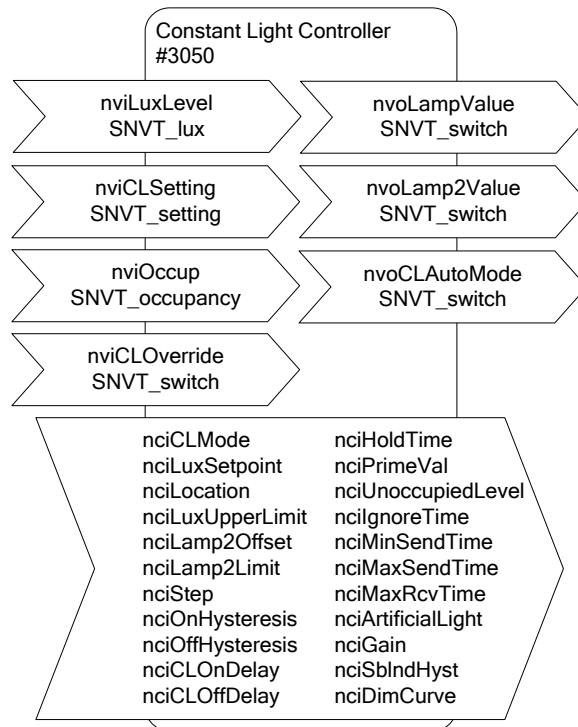 Constant Light Controller
#3050
nviLuxLevel
SNVT_lux
nvoLampValue
SNVT_switch
nviCLSetting
SNVT_setting
nvoLamp2Value
SNVT_switch
nviOccup
SNVT_occupancy
nvoCLAutoMode
SNVT_switch
nviCLOverride
SNVT_switch
nciCLMode
nciLuxSetpoint
nciLocation
nciLuxUpperLimit
nciLamp2Offset
nciLamp2Limit
nciStep
nciOnHysteresis
nciOffHysteresis
nciCLOnDelay
nciCLOffDelay
nciHoldTime
nciPrimeVal
nciUnoccupiedLevel
nciIgnoreTime
nciMinSendTime
nciMaxSendTime
nciMaxRcvTime
nciArtificialLight
nciGain
nciSblndHyst
nciDimCurve